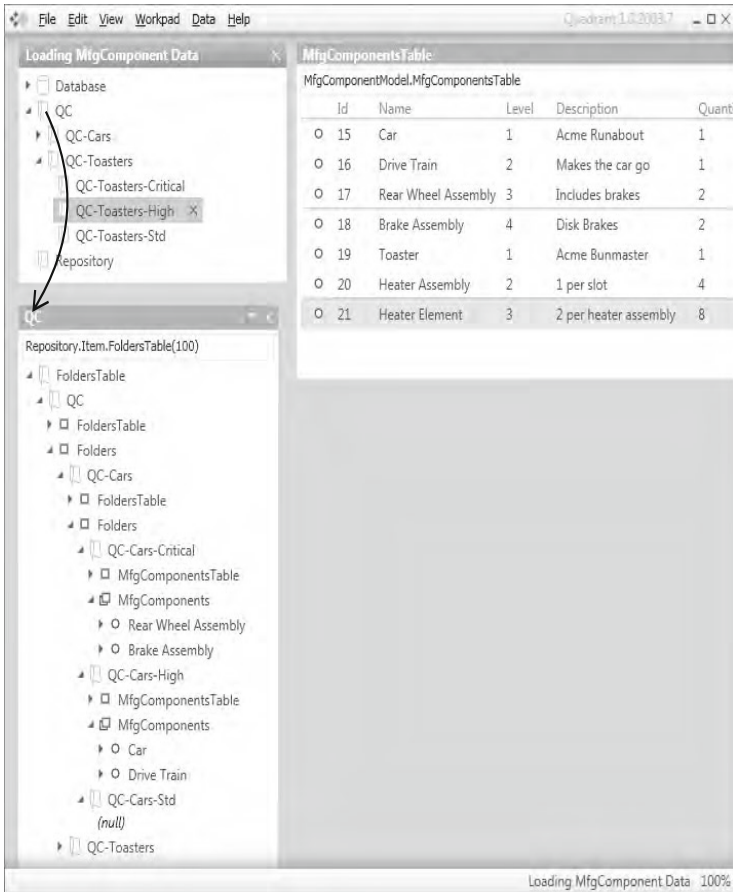 File Edit View Workpad Data Help Quadrant 1.0.2003.7
Loading MfgComponent Data
Database
QC
QC-Cars
QC-Toasters
QC-Toasters-Critical
QC-Toasters-High
QC-Toasters-Std
Repository
QC
Repository.Item.FoldersTable(100)
FoldersTable
QC
FoldersTable
Folders
QC-Cars
FoldersTable
Folders
QC-Cars-Critical
MfgComponentsTable
MfgComponents
Rear Wheel Assembly
Brake Assembly
QC-Cars-High
MfgComponentsTable
MfgComponents
Car
Drive Train
QC-Cars-Std
(null)
QC-Toasters
MfgComponentsTable
MfgComponentModel.MfgComponentsTable
Id Name Level Description Quant
15 Car 1 Acme Runabout 1
16 Drive Train 2 Makes the car go 1
17 Rear Wheel Assembly 3 Includes brakes 2
18 Brake Assembly 4 Disk Brakes 2
19 Toaster 1 Acme Bunmaster 1
20 Heater Assembly 2 1 per slot 4
21 Heater Element 3 2 per heater assembly 8
Loading MfgComponent Data 100%